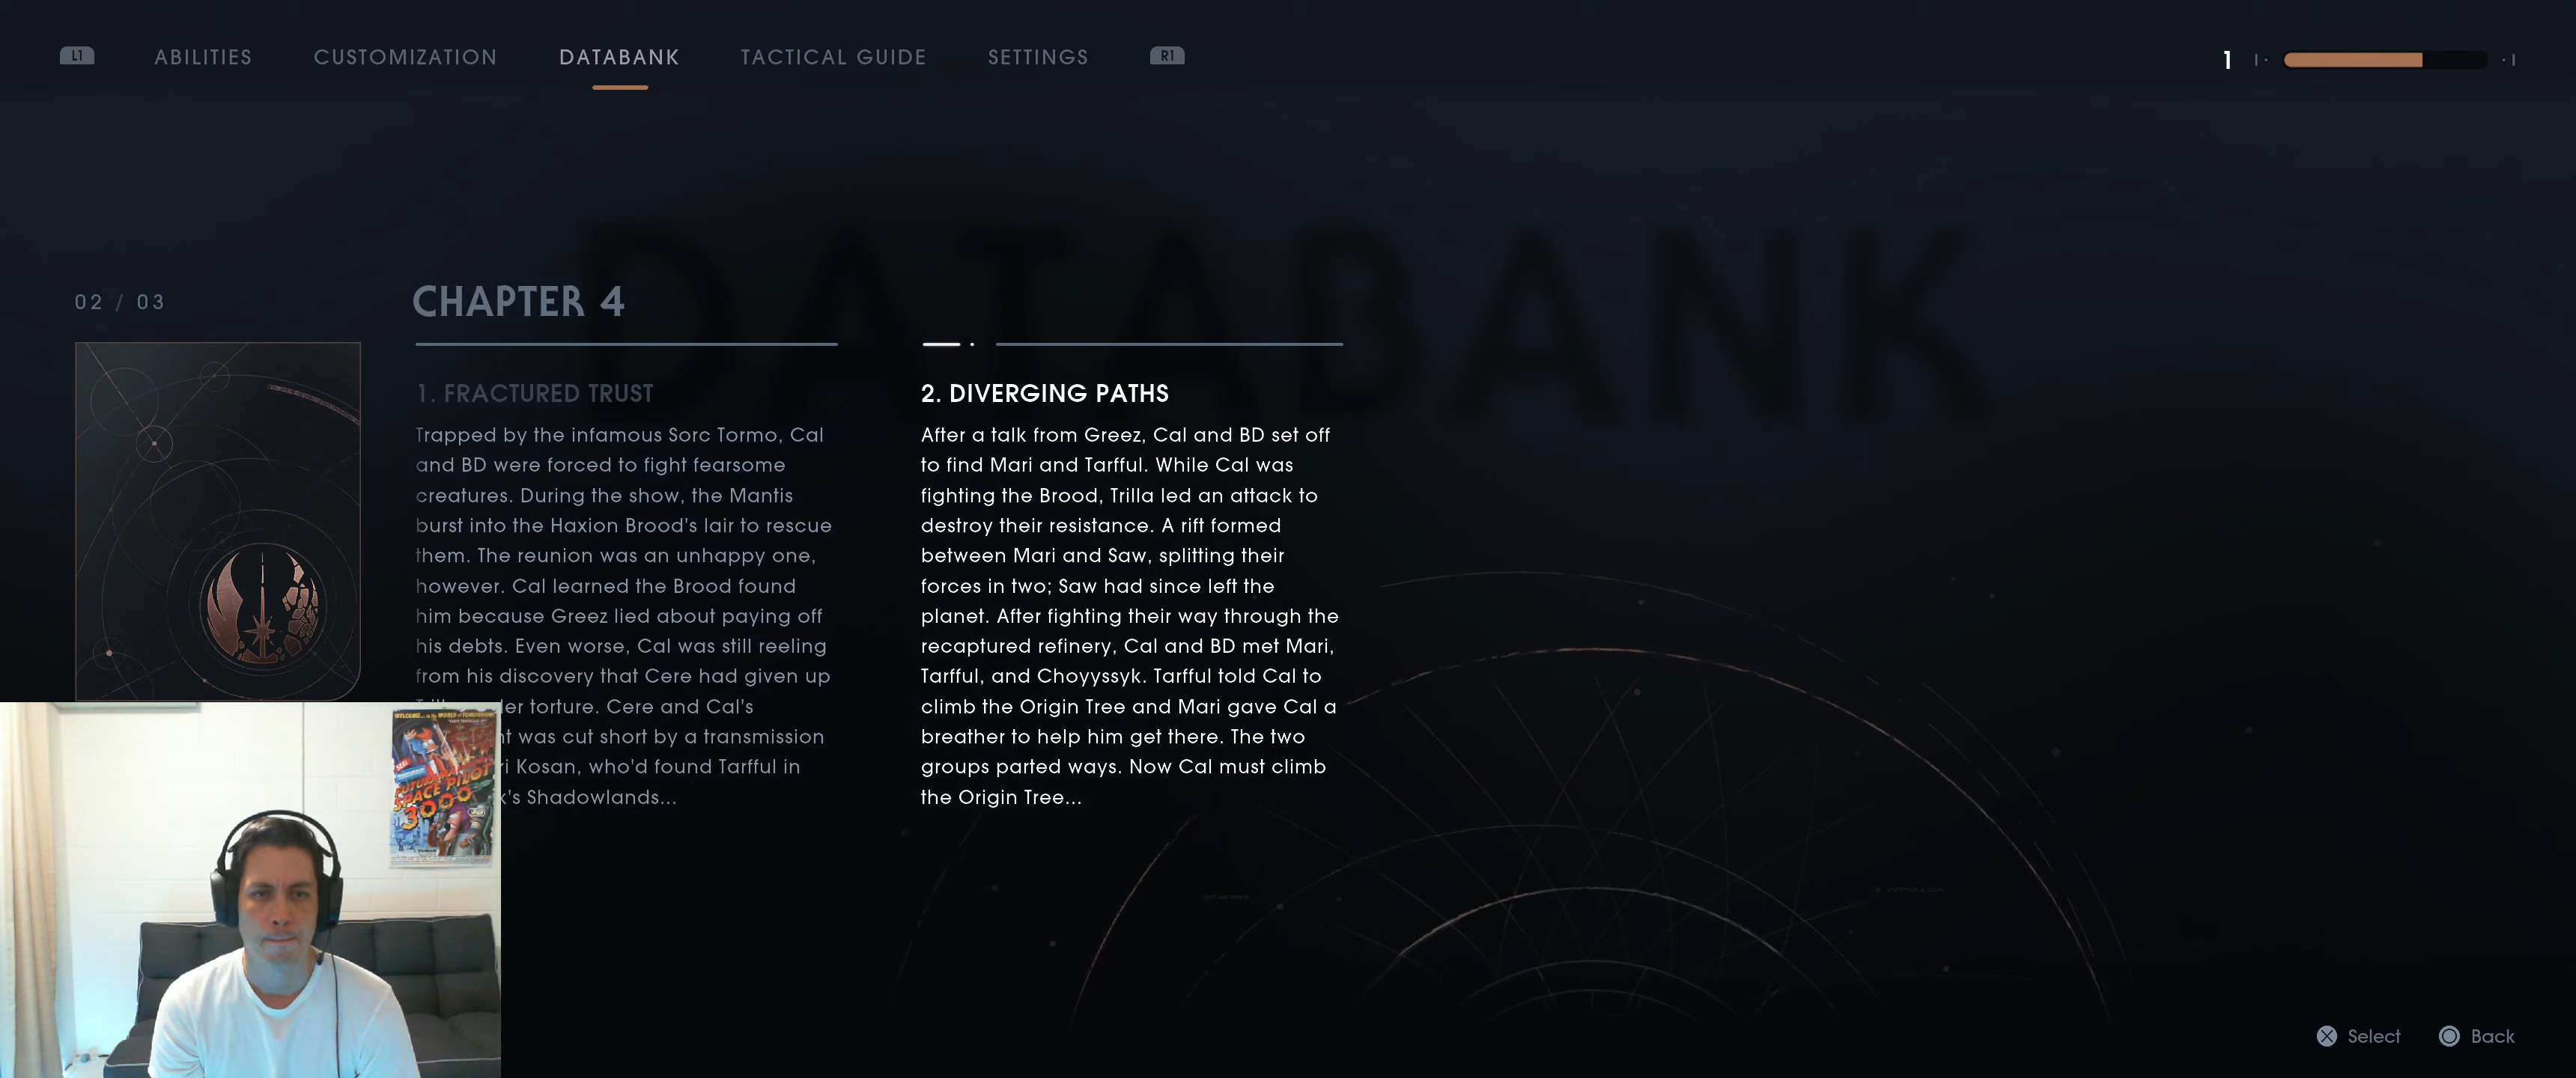 L1 ABILITIES CUSTOMIZATION DATABANK TACTICAL GUIDE SETTINGS R1 1
DATABANK
02 / 03
CHAPTER 4
1. FRACTURED TRUST
Trapped by the infamous Sorc Tormo, Cal
and BD were forced to fight fearsome
creatures. During the show, the Mantis
burst into the Haxion Brood's lair to rescue
them. The reunion was an unhappy one,
however. Cal learned the Brood found
him because Greez lied about paying off
his debts. Even worse, Cal was still reeling
from his discovery that Cere had given up
torture. Cere and Cal's
was cut short by a transmission
Kosan, who'd found Tarfful in
Shadowlands...
2. DIVERGING PATHS
After a talk from Greez, Cal and BD set off
to find Mari and Tarfful. While Cal was
fighting the Brood, Trilla led an attack to
destroy their resistance. A rift formed
between Mari and Saw, splitting their
forces in two; Saw had since left the
planet. After fighting their way through the
recaptured refinery, Cal and BD met Mari,
Tarfful, and Choyyssyk. Tarfful told Cal to
climb the Origin Tree and Mari gave Cal a
breather to help him get there. The two
groups parted ways. Now Cal must climb
the Origin Tree...
SPACE PILOT
3000
Select Back